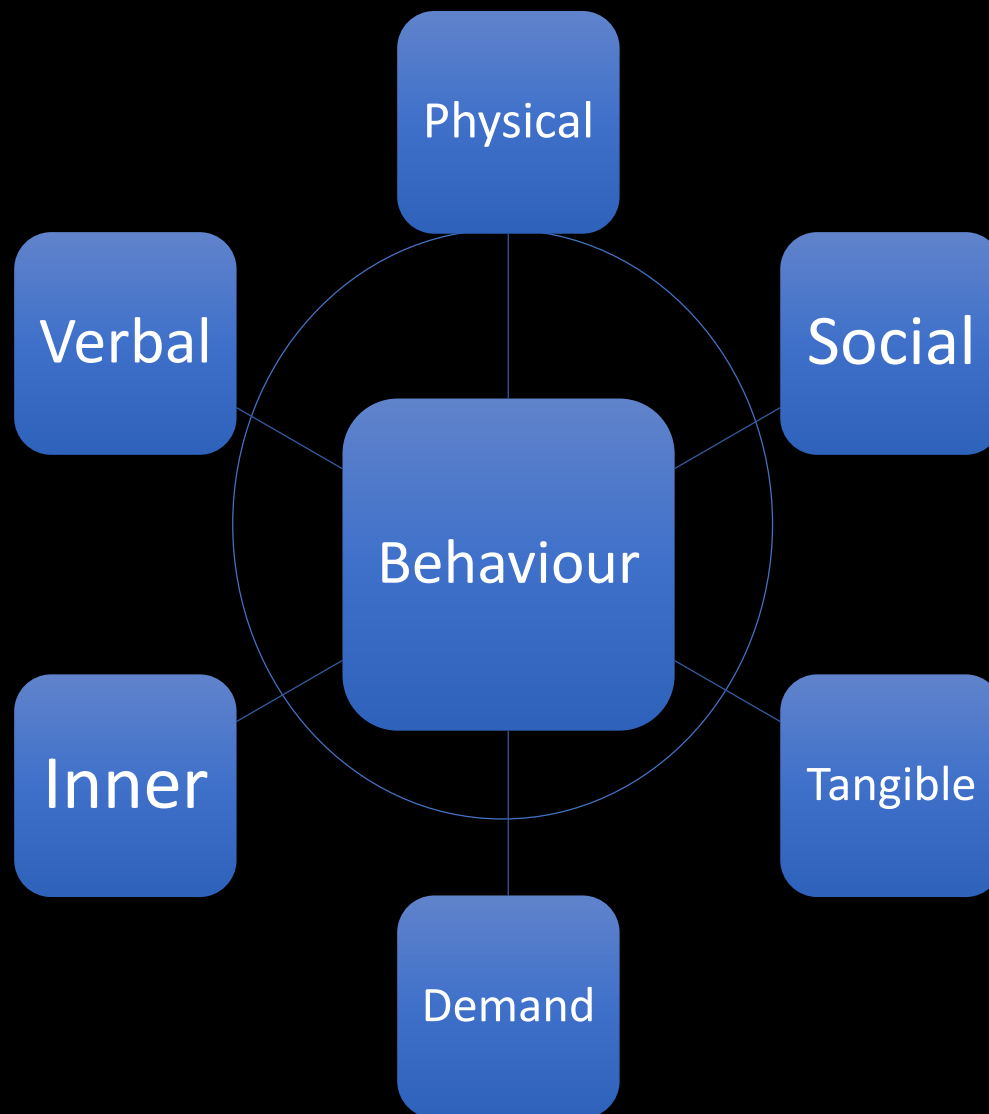 Physical
Verbal
Social
Behaviour
Inner
Tangible
Demand